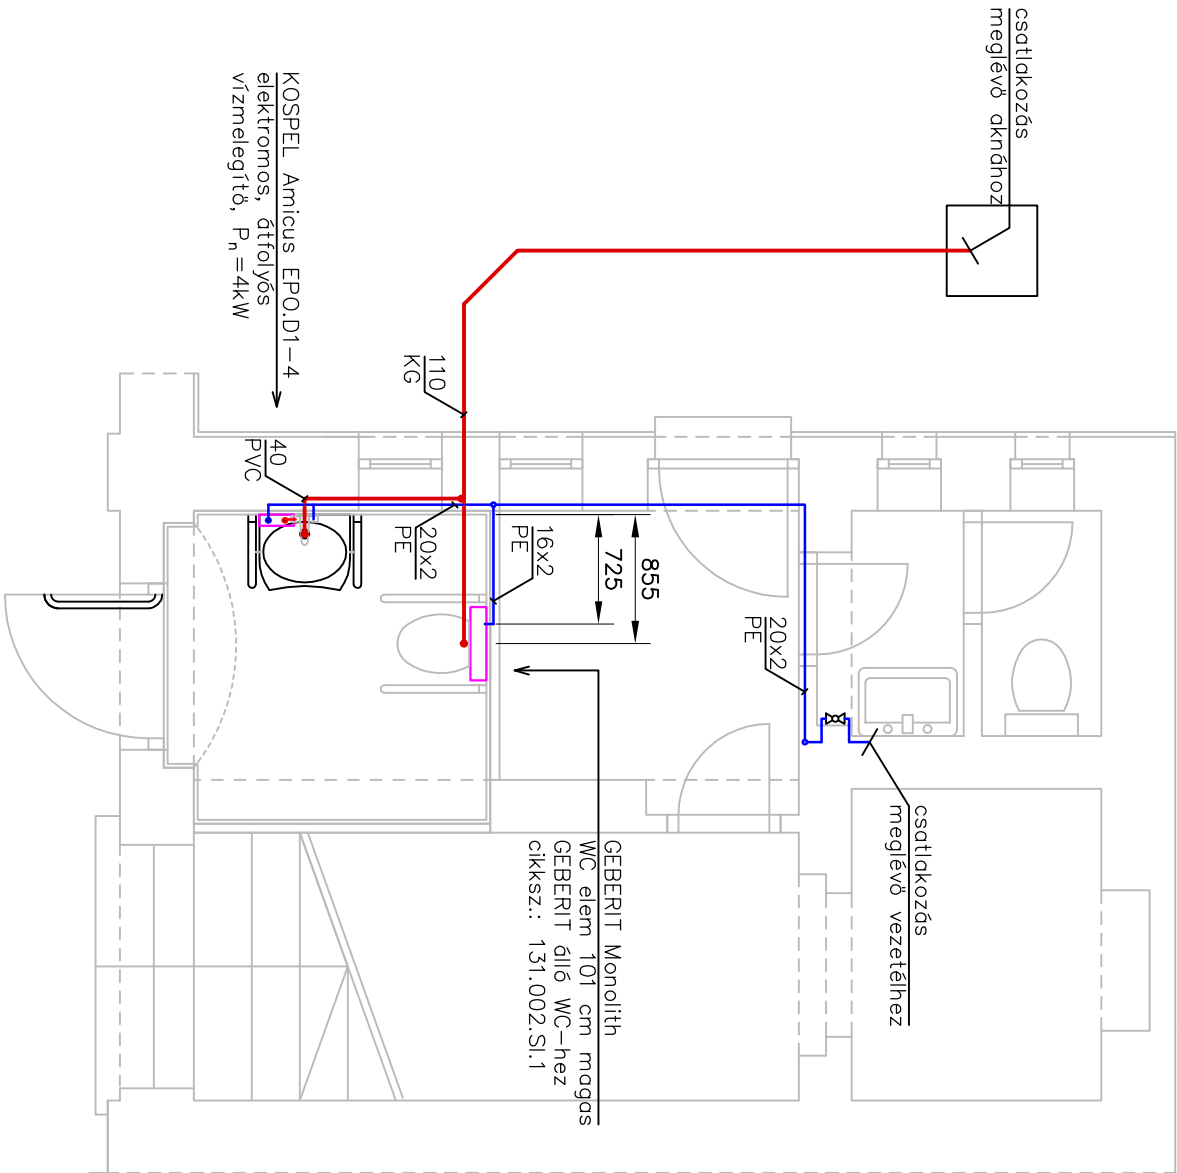 csatlakozás
meglévő aknához
KOSPEL Amicus EPO.D1-4
elektromos, átfolyós
vízmelegítő, Pn=4kW
110
KG
40
PVC
20x2
PE
16x2
PE
725
855
20x2
PE
csatlakozás
meglévő vezetélhez
GEBERIT Monolith
WC elem 101 cm magas
GEBERIT álló WC-hez
cikksz.: 131.002.SI.1